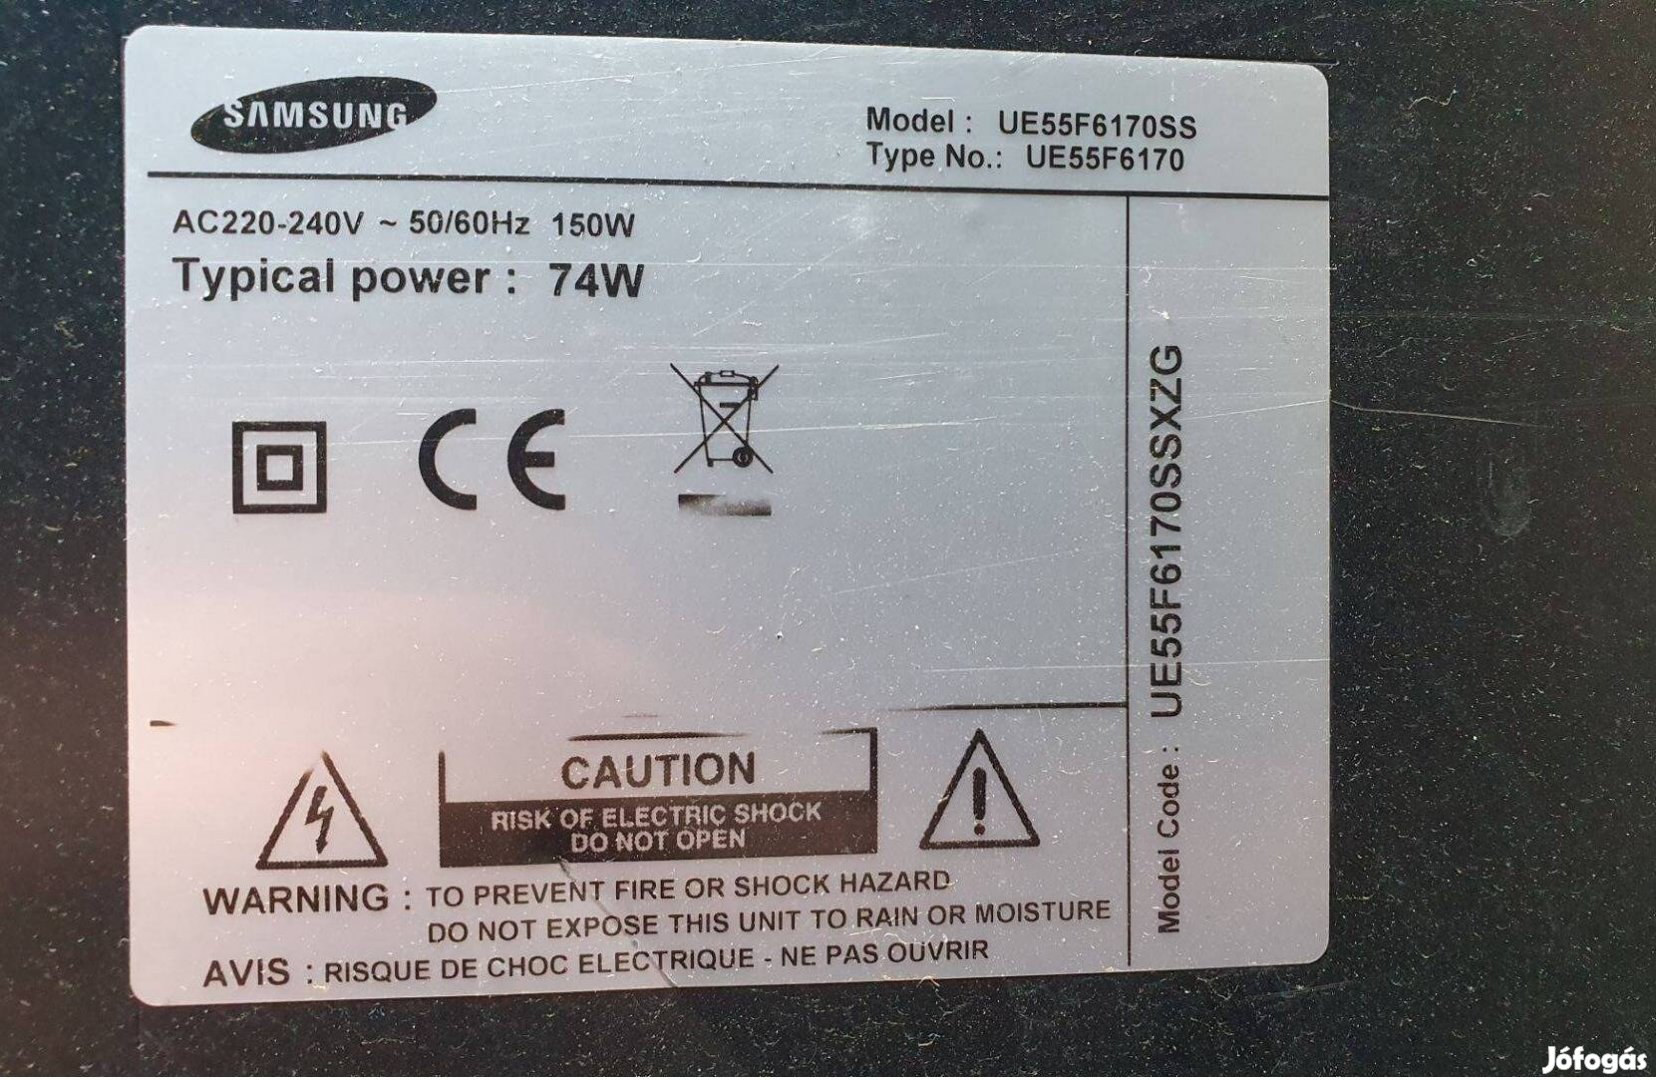 SAMSUNG
Model : UE55F6170SS
Type No.: UE55F6170
AC220-240V ~ 50/60Hz 150W
Typical power : 74W
CE
CAUTION
RISK OF ELECTRIC SHOCK
DO NOT OPEN
WARNING : TO PREVENT FIRE OR SHOCK HAZARD
DO NOT EXPOSE THIS UNIT TO RAIN OR MOISTURE
AVIS : RISQUE DE CHOC ELECTRIQUE - NE PAS OUVRIR
Model Code : UE55F6170SSXZG
Jófogás